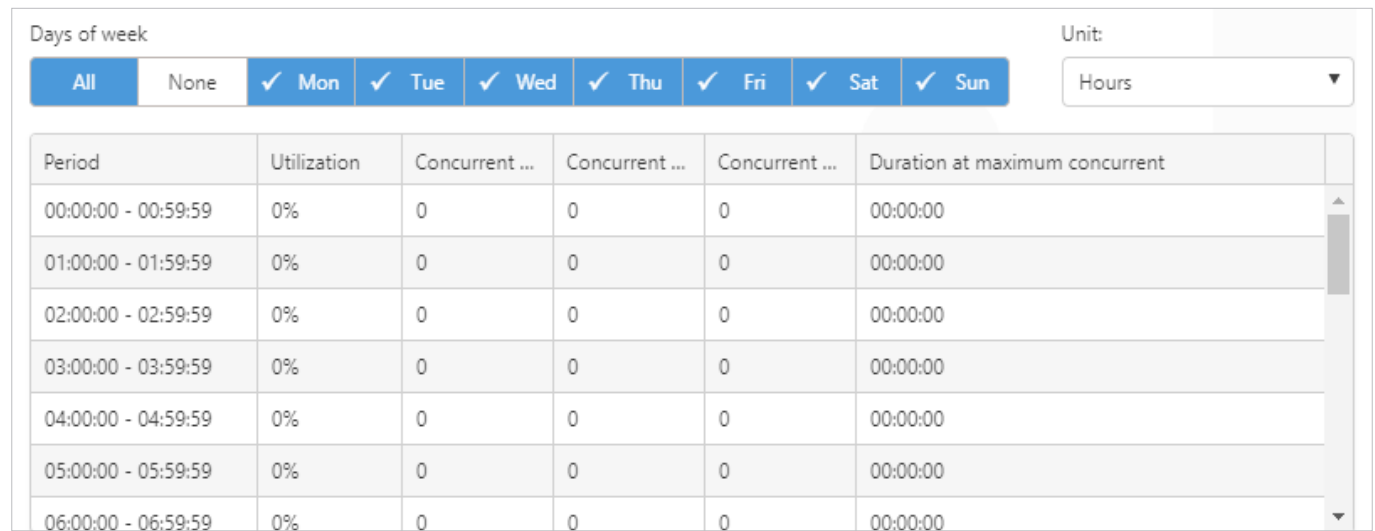 Days of week Unit:
All None Mon Tue Wed Thu Fri Sat Sun Hours
Period Utilization Concurrent ... Concurrent ... Concurrent ... Duration at maximum concurrent
00:00:00 - 00:59:59 0% 0 0 0 00:00:00
01:00:00 - 01:59:59 0% 0 0 0 00:00:00
02:00:00 - 02:59:59 0% 0 0 0 00:00:00
03:00:00 - 03:59:59 0% 0 0 0 00:00:00
04:00:00 - 04:59:59 0% 0 0 0 00:00:00
05:00:00 - 05:59:59 0% 0 0 0 00:00:00
06:00:00 - 06:59:59 0% 0 0 0 00:00:00